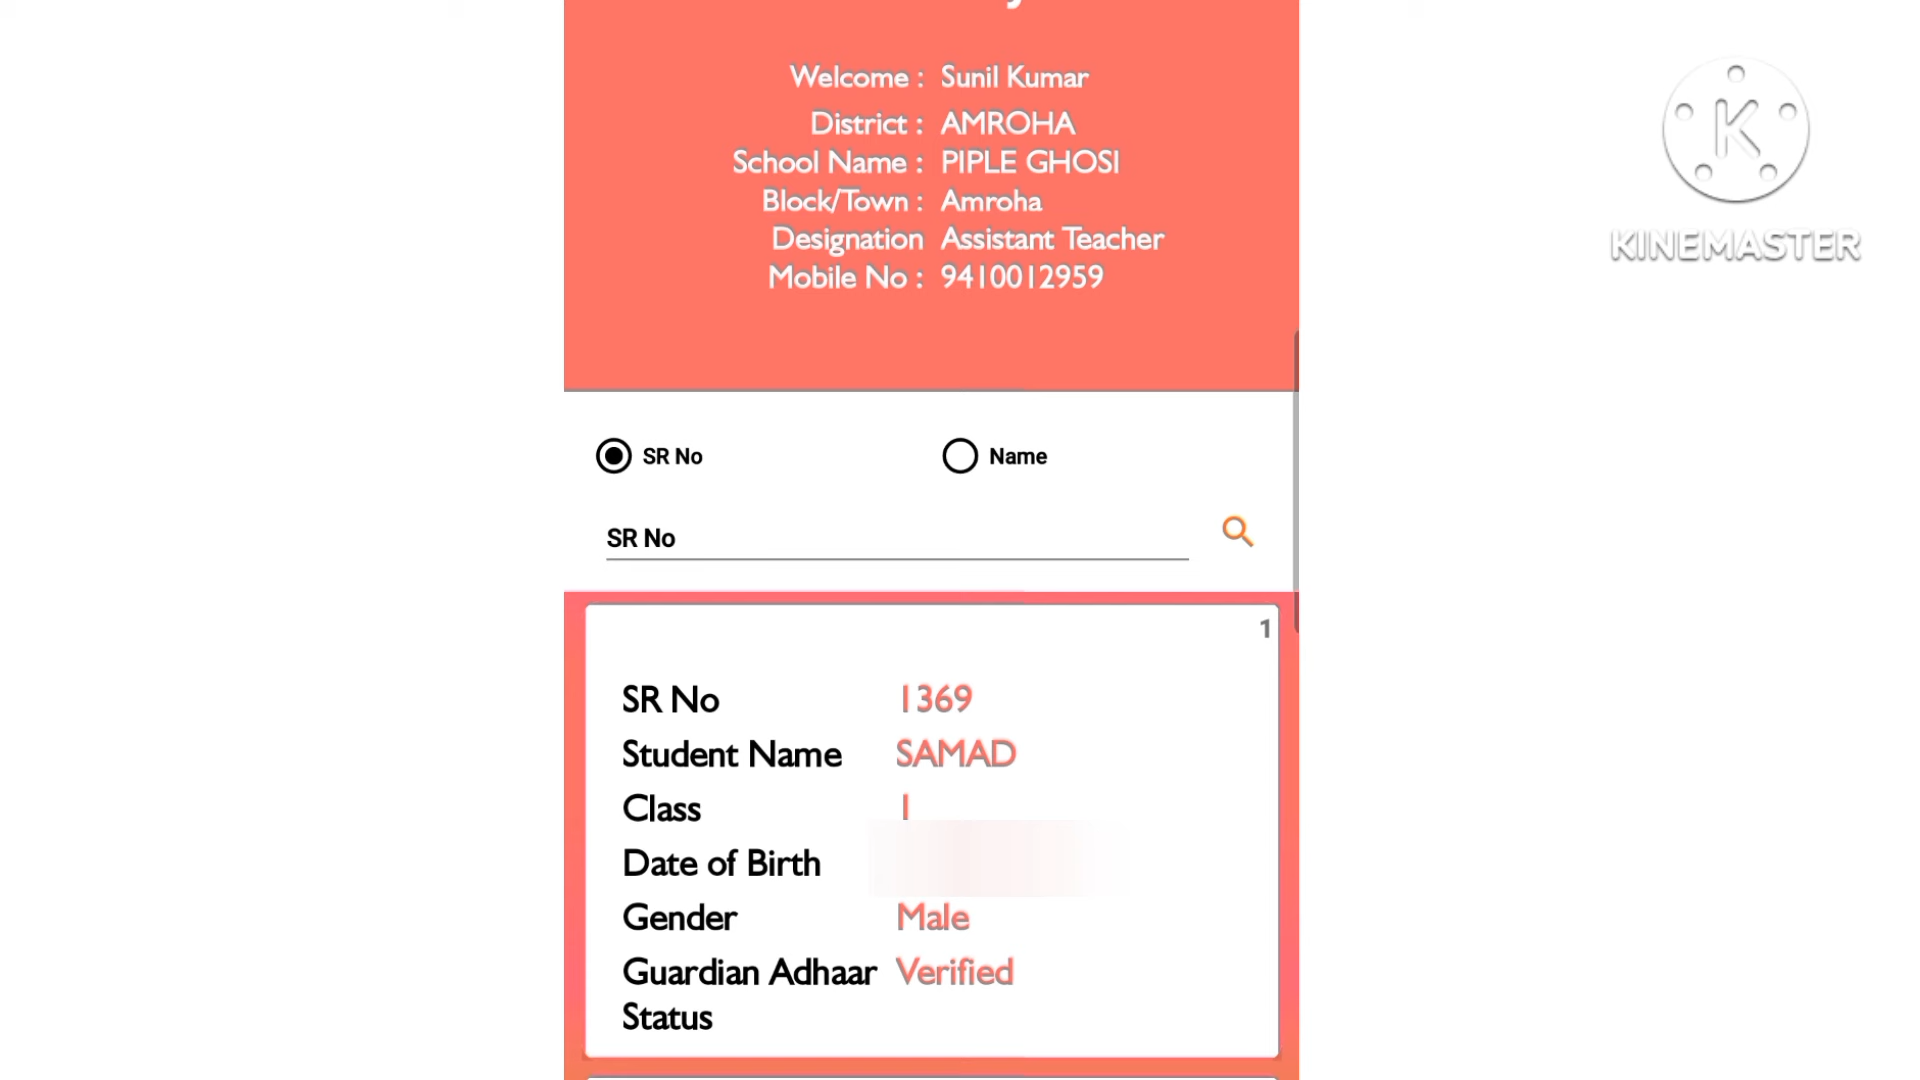 Welcome : Sunil Kumar
District : AMROHA
School Name : PIPLE GHOSI
Block/Town : Amroha
Designation Assistant Teacher
Mobile No : 9410012959
K
KINEMASTER
SR No Name
SR No
1
SR No 1369
Student Name SAMAD
Class 1
Date of Birth
Gender Male
Guardian Adhaar Verified
Status